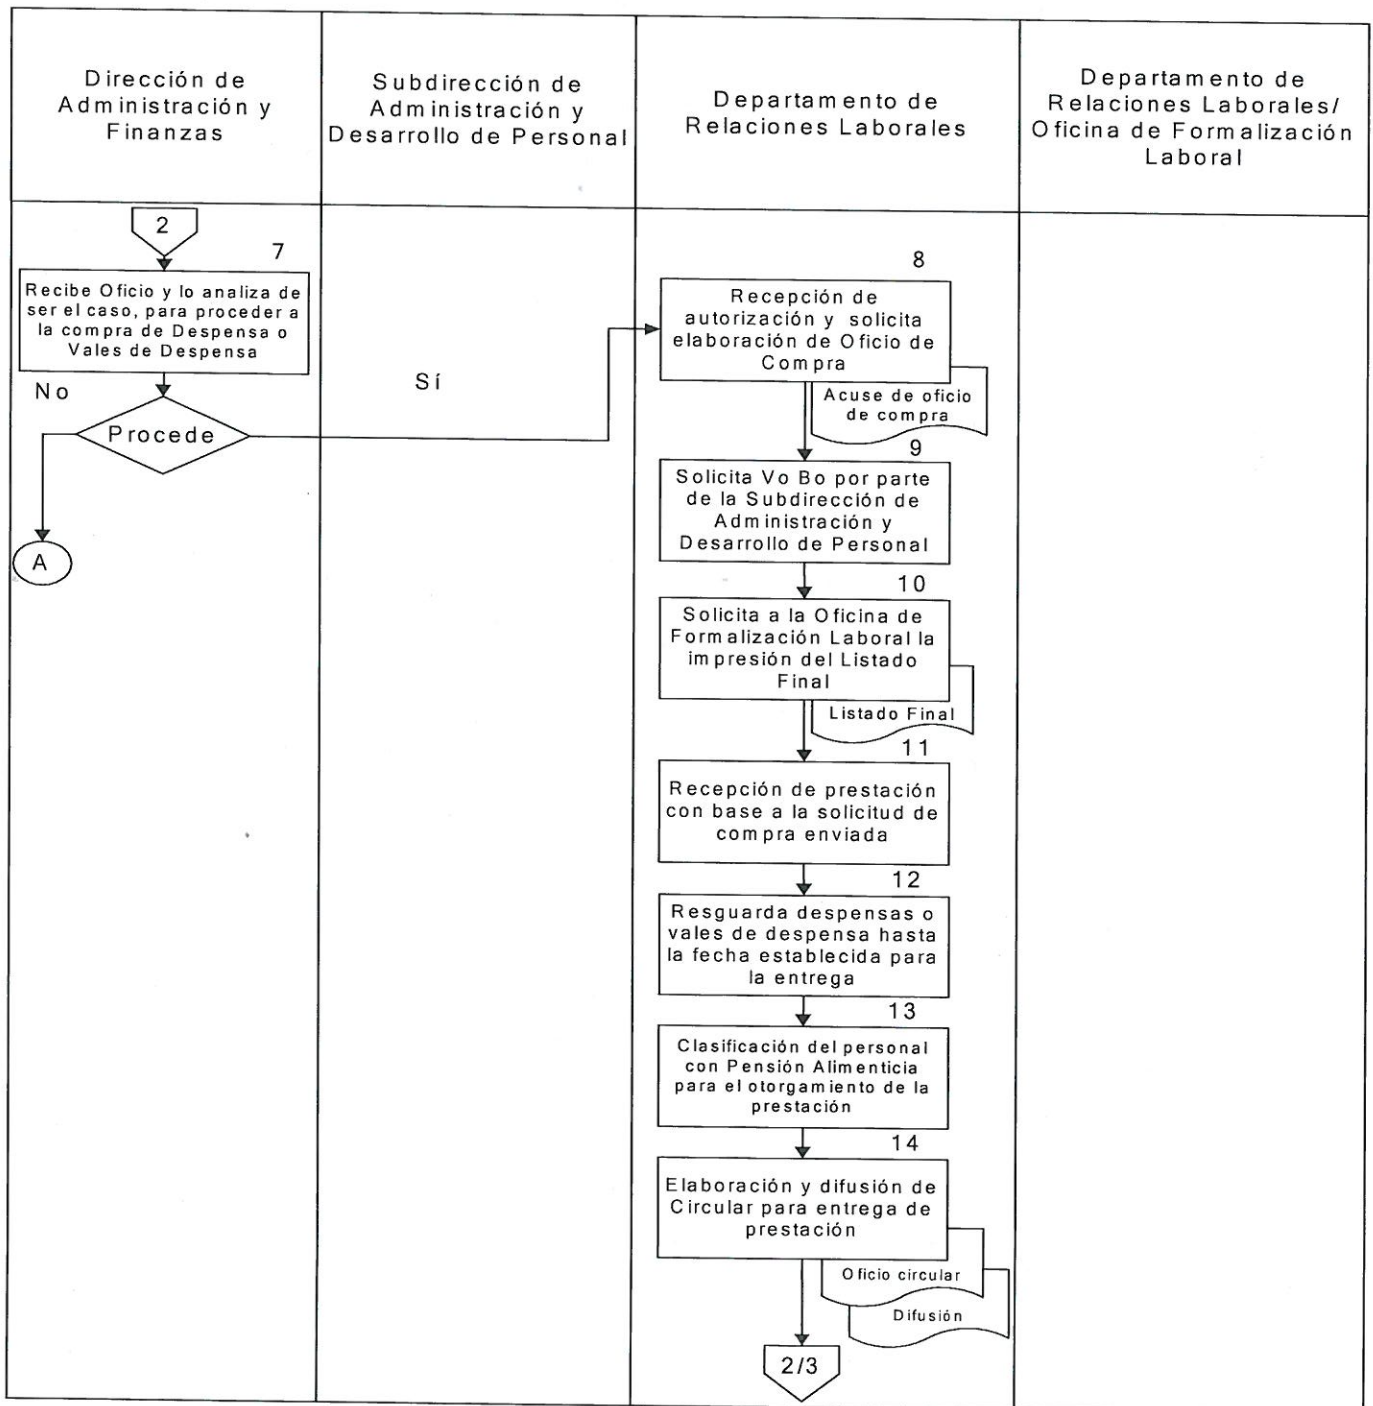 Dirección de
Administración y
Finanzas
Subdirección de
Administración y
Desarrollo de Personal
Departamento de
Relaciones Laborales
Departamento de
Relaciones Laborales/
Oficina de Formalización
Laboral
2
7
Recibe Oficio y lo analiza de
ser el caso, para proceder a
la compra de Despensa o
Vales de Despensa
No
Procede
Sí
A
8
Recepción de
autorización y solicita
elaboración de Oficio de
Compra
Acuse de oficio
de compra
9
Solicita Vo Bo por parte
de la Subdirección de
Administración y
Desarrollo de Personal
10
Solicita a la Oficina de
Formalización Laboral la
impresión del Listado
Final
Listado Final
11
Recepción de prestación
con base a la solicitud de
compra enviada
12
Resguarda despensas o
vales de despensa hasta
la fecha establecida para
la entrega
13
Clasificación del personal
con Pensión Alimenticia
para el otorgamiento de la
prestación
14
Elaboración y difusión de
Circular para entrega de
prestación
Oficio circular
Difusión
2/3